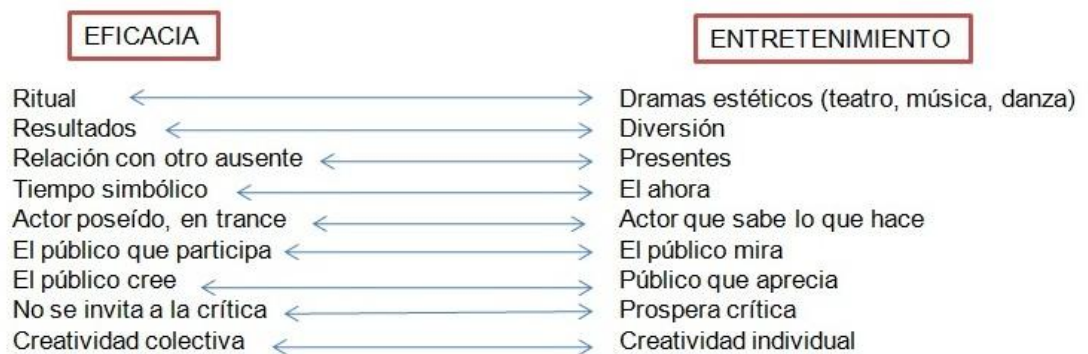 EFICACIA ENTRETENIMIENTO
Ritual Dramas estéticos (teatro, música, danza)
Resultados Diversión
Relación con otro ausente Presentes
Tiempo simbólico El ahora
Actor poseído, en trance Actor que sabe lo que hace
El público que participa El público mira
El público cree Público que aprecia
No se invita a la crítica Prospera crítica
Creatividad colectiva Creatividad individual